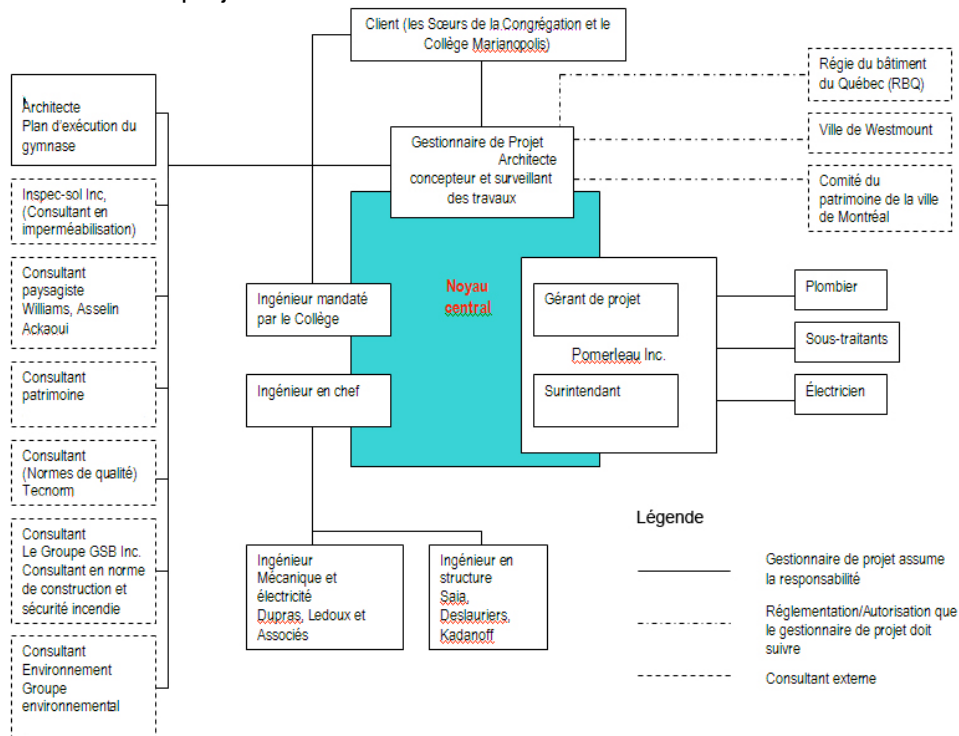 Client (les Sœurs de la Congrégation et le
Collège Marianopolis)
Régie du bâtiment
du Québec (RBQ)
Ville de Westmount
Comité du
patrimoine de la ville
de Montréal
Gestionnaire de Projet
Architecte
concepteur et surveillant
des travaux
Architecte
Plan d'exécution du
gymnase
Inspec-sol Inc,
(Consultant en
imperméabilisation)
Consultant
paysagiste
Williams, Asselin
Ackaoui
Consultant
patrimoine
Consultant
(Normes de qualité)
Tecnorm
Consultant
Le Groupe GSB Inc.
Consultant en norme
de construction et
sécurité incendie
Consultant
Environnement
Groupe
environmental
Noyau
central
Ingénieur mandaté
par le Collège
Ingénieur en chef
Gérant de projet
Pomerleau Inc.
Surintendant
Plombier
Sous-traitants
Électricien
Ingénieur
Mécanique et
électricité
Dupras, Ledoux et
Associés
Ingénieur en
structure
Saia,
Deslauriers,
Kadanoff
Légende
Gestionnaire de projet assume
la responsabilité
Réglementation/Autorisation que
le gestionnaire de projet doit
suivre
Consultant externe